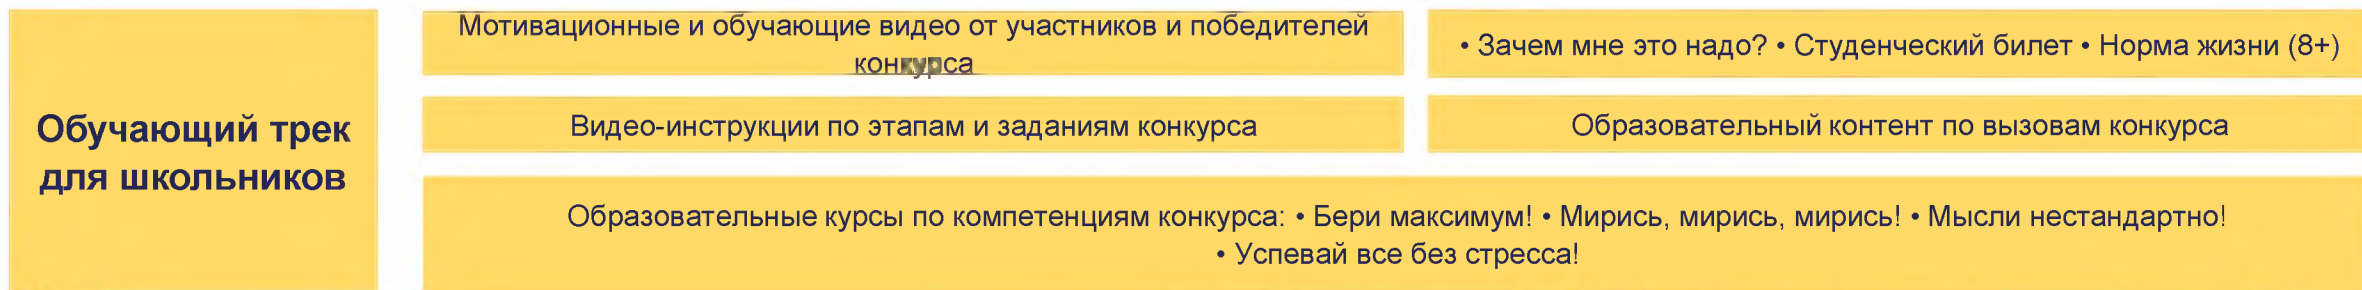 Обучающий трек
для школьников
Мотивационные и обучающие видео от участников и победителей
конкурса
• Зачем мне это надо? • Студенческий билет • Норма жизни (8+)
Видео-инструкции по этапам и заданиям конкурса
Образовательный контент по вызовам конкурса
Образовательные курсы по компетенциям конкурса: • Бери максимум! • Мирись, мирись, мирись! • Мысли нестандартно!
• Успевай все без стресса!